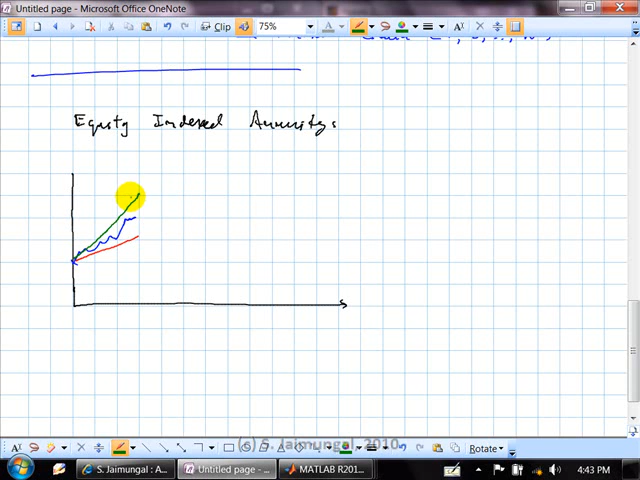 Untitled page - Microsoft Office OneNote
Clip 75%
Equity Indexed Annuity:
(c) S. Jaimungal, 2010
Rotate
S. Jaimungal : A...
Untitled page - ...
MATLAB R201...
4:43 PM